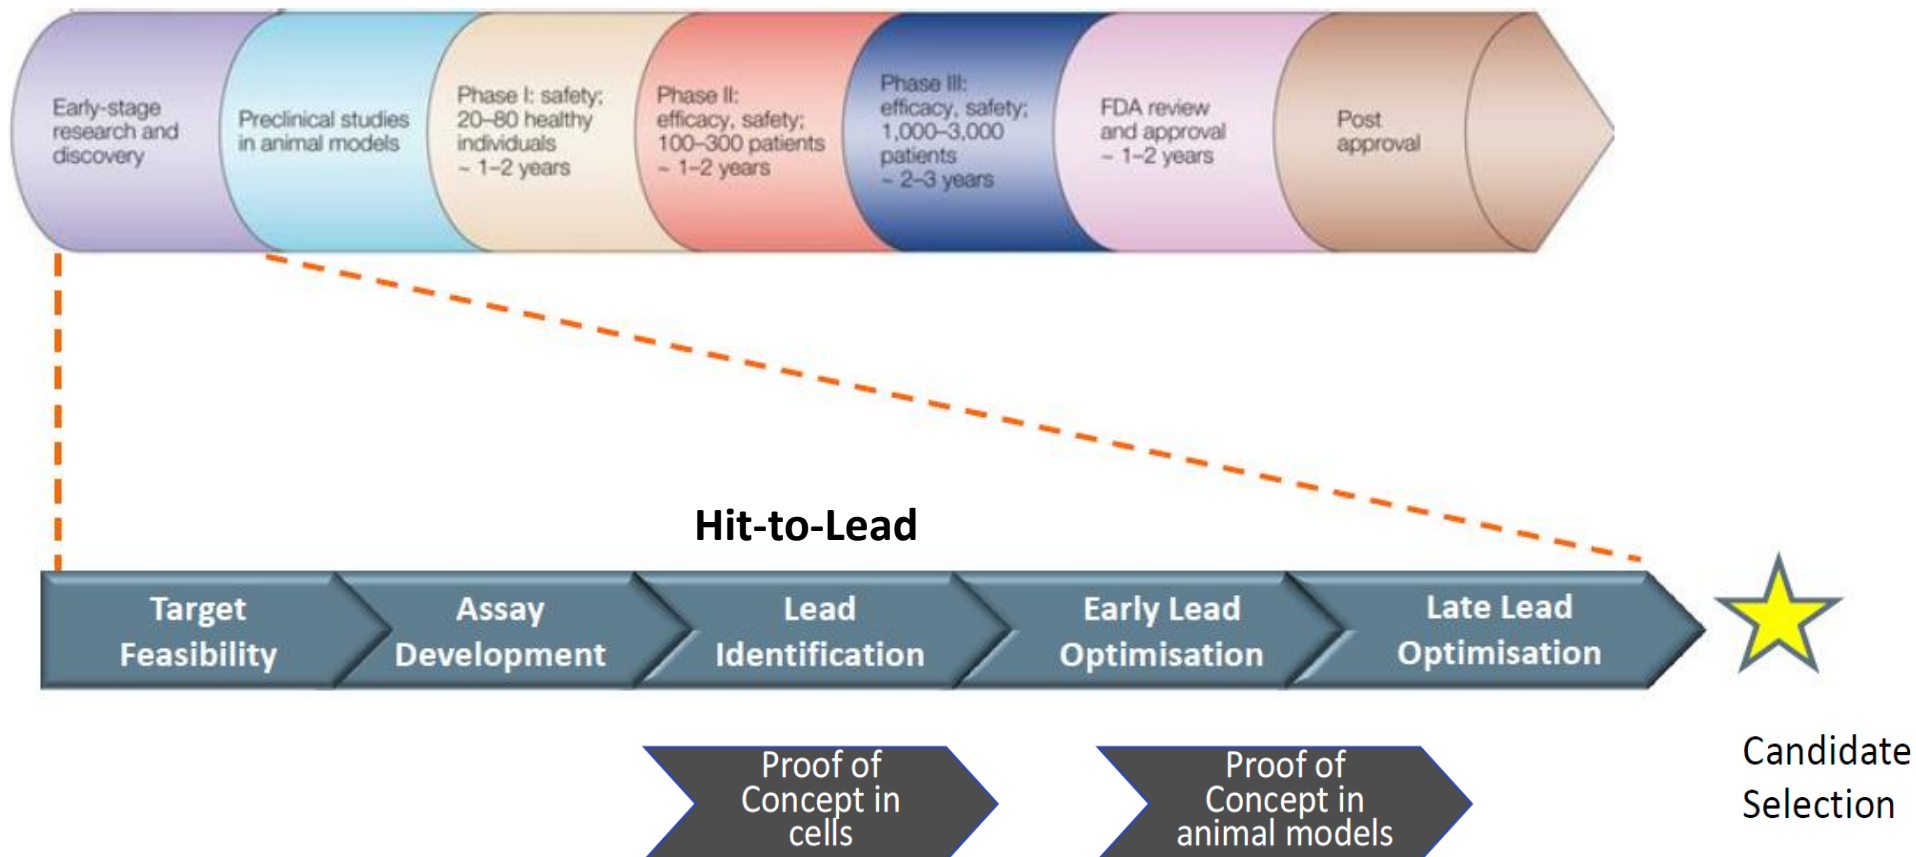 Early-stage
research and
discovery
Preclinical studies
in animal models
Phase I: safety;
20–80 healthy
individuals
~ 1–2 years
Phase II:
efficacy, safety;
100–300 patients
~ 1–2 years
Phase III:
efficacy, safety;
1,000–3,000
patients
~ 2–3 years
FDA review
and approval
~ 1–2 years
Post
approval
Hit-to-Lead
Target
Feasibility
Assay
Development
Lead
Identification
Early Lead
Optimisation
Late Lead
Optimisation
Proof of
Concept in
cells
Proof of
Concept in
animal models
Candidate
Selection